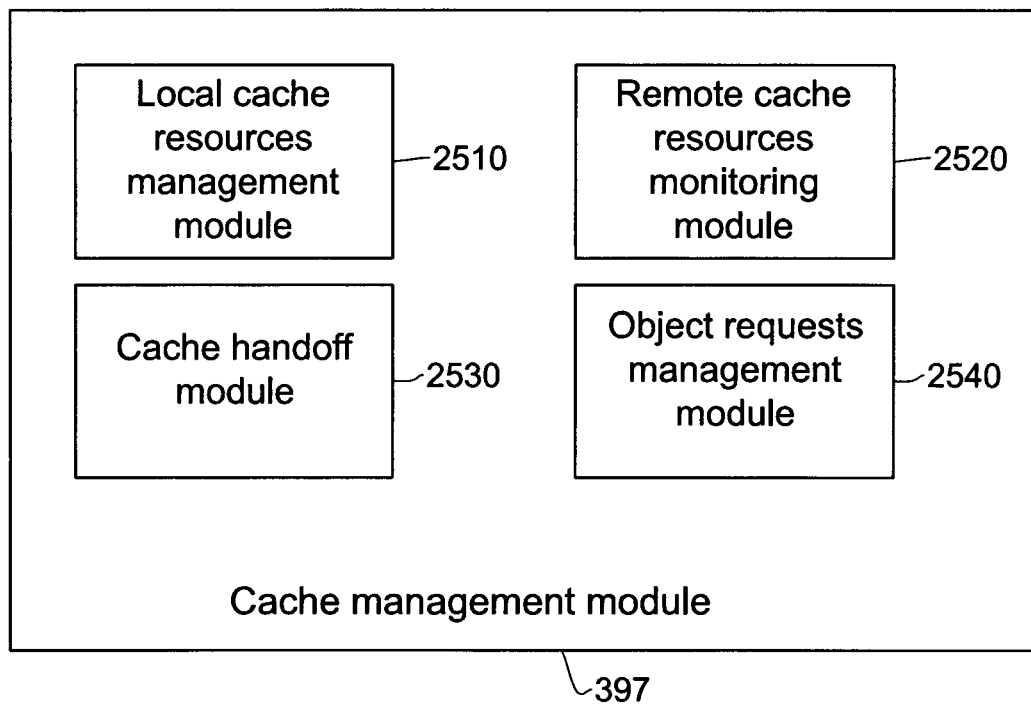 Local cache
resources
management
module
2510
Remote cache
resources
monitoring
module
2520
Cache handoff
module
2530
Object requests
management
module
2540
Cache management module
397